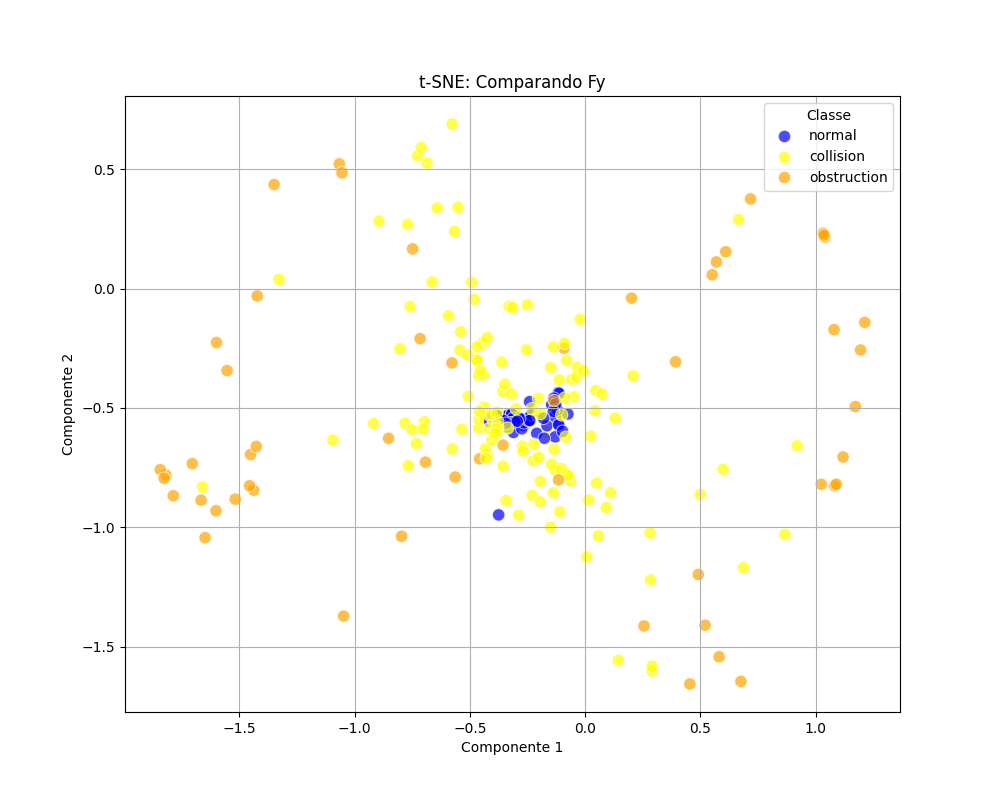 t-SNE: Comparando Fy
Classe
normal
collision
obstruction
0.5
0.0
−0.5
−1.0
−1.5
Componente 2
−1.5
−1.0
−0.5
0.0
0.5
1.0
Componente 1